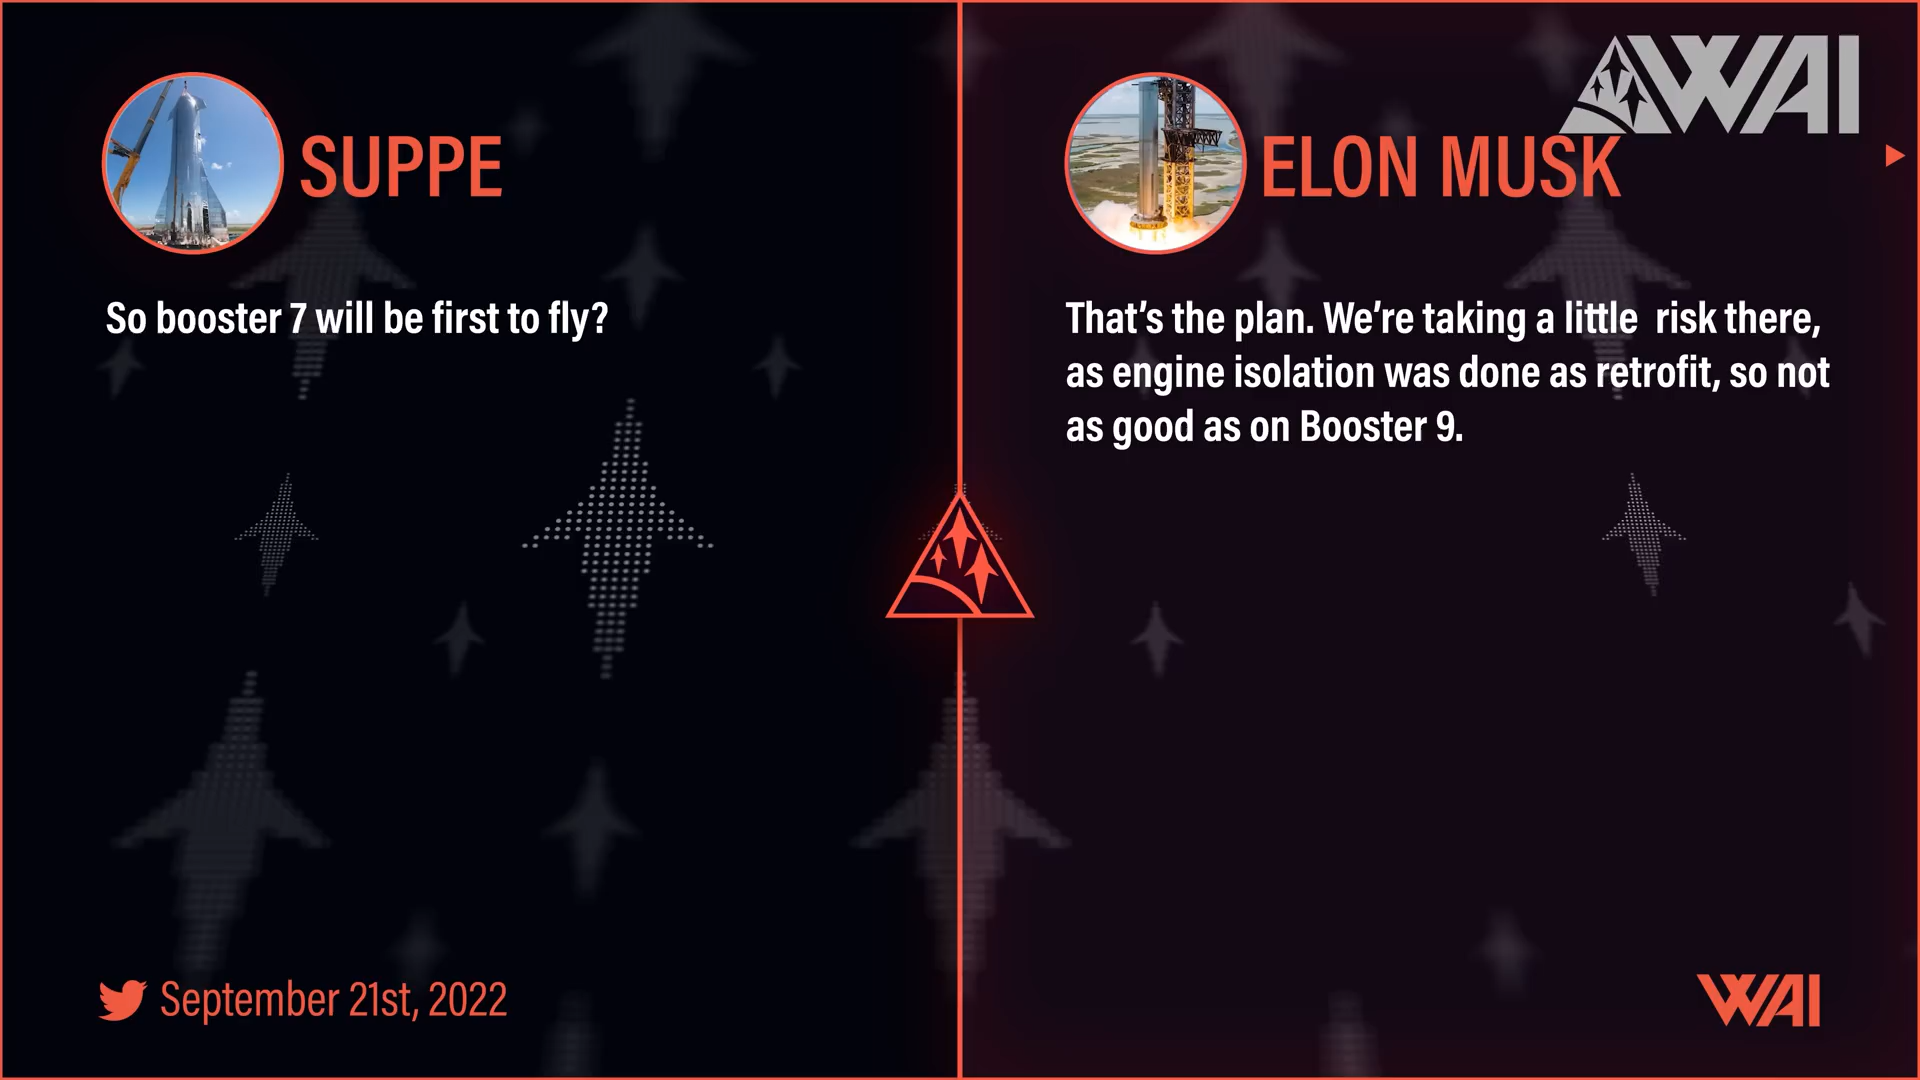 SUPPE
So booster 7 will be first to fly?
September 21st, 2022
WAI
ELON MUSK
That's the plan. We're taking a little  risk there,
as engine isolation was done as retrofit, so not
as good as on Booster 9.
WAI